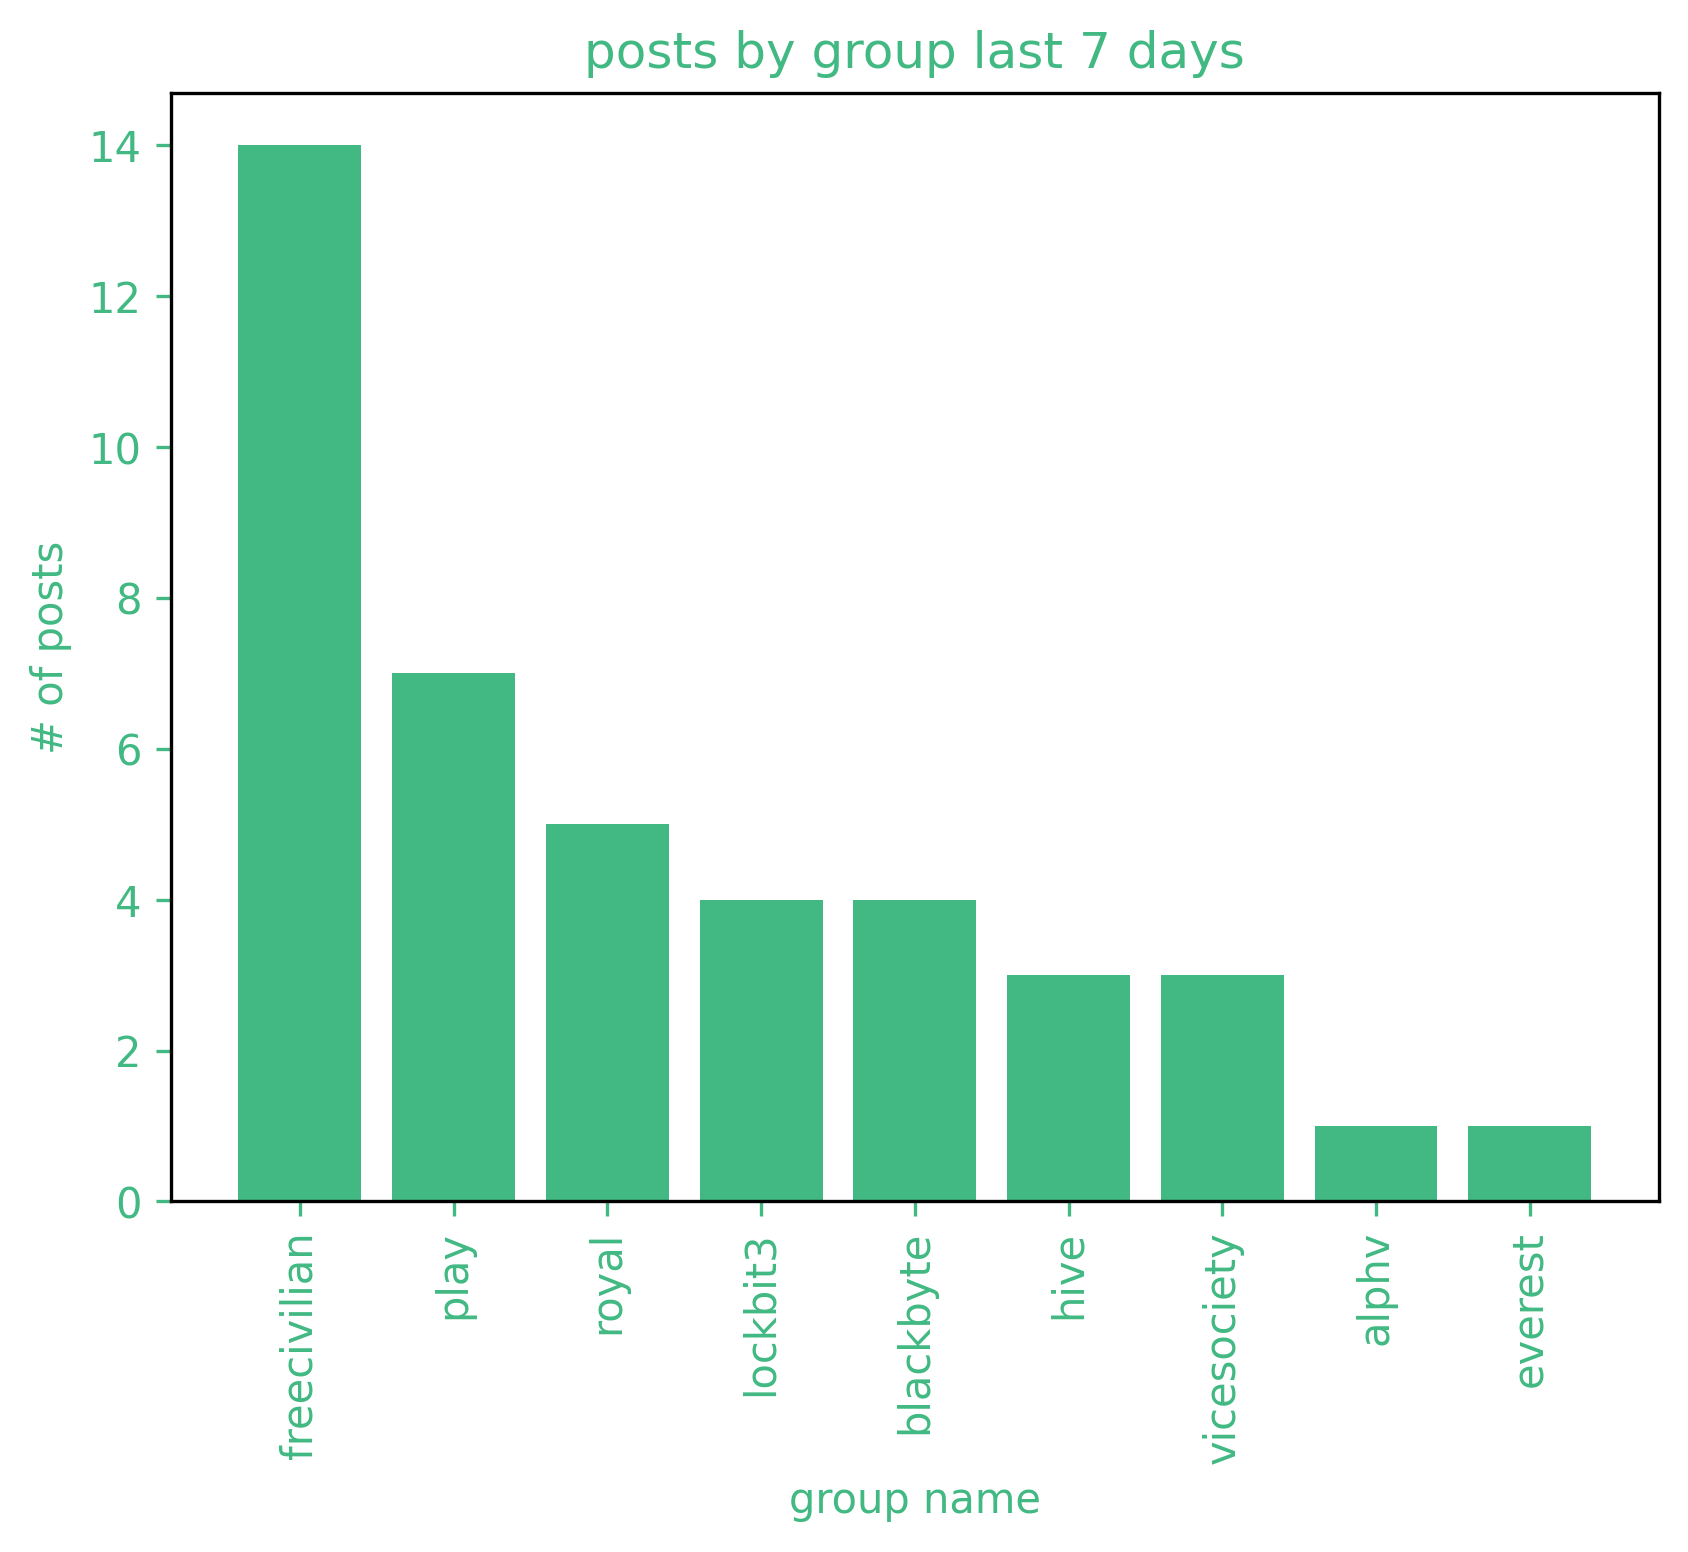 posts by group last 7 days
# of posts
14
12
10
8
6
4
2
0
freecivilian
play
royal
lockbit3
blackbyte
hive
vicesociety
alphv
everest
group name